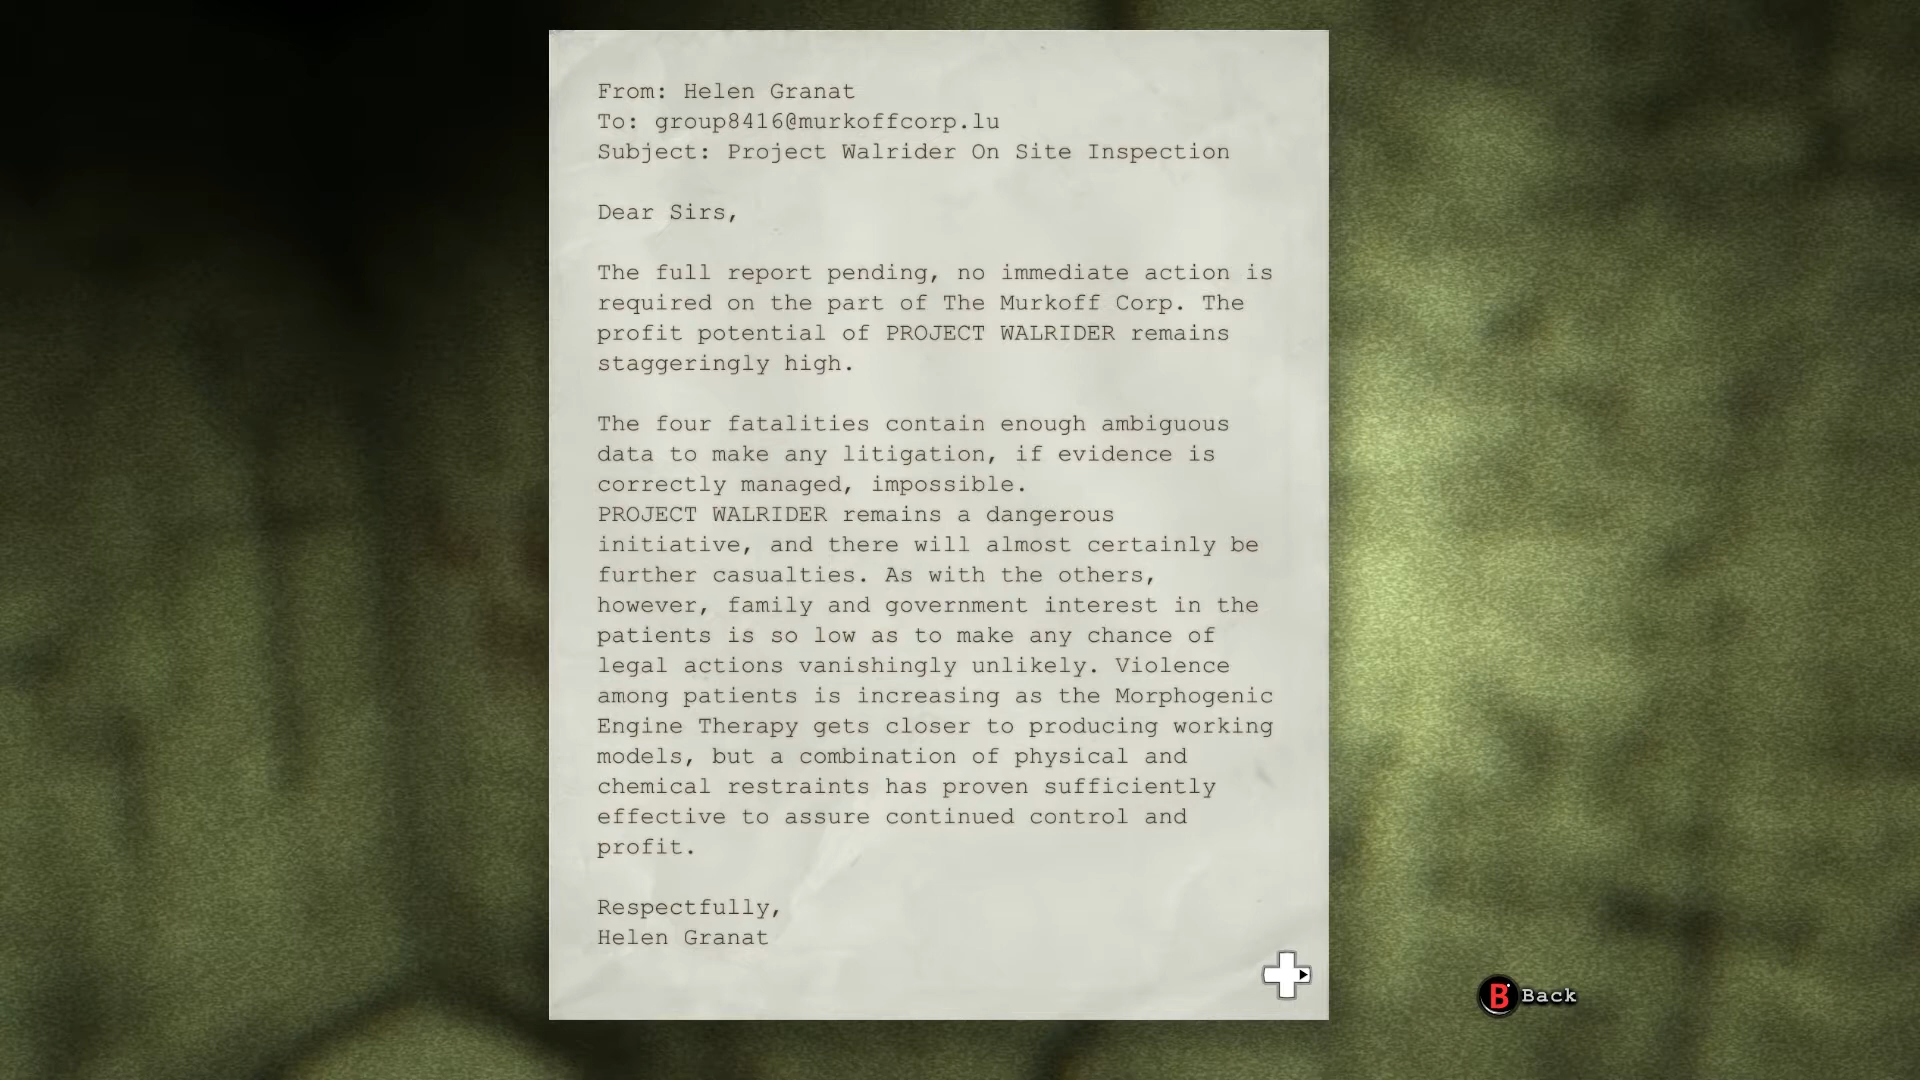 From: Helen Granat
To: group8416@murkoffcorp.lu
Subject: Project Walrider On Site Inspection
Dear Sirs,
The full report pending, no immediate action is
required on the part of The Murkoff Corp. The
profit potential of PROJECT WALRIDER remains
staggeringly high.
The four fatalities contain enough ambiguous
data to make any litigation, if evidence is
correctly managed, impossible.
PROJECT WALRIDER remains a dangerous
initiative, and there will almost certainly be
further casualties. As with the others,
however, family and government interest in the
patients is so low as to make any chance of
legal actions vanishingly unlikely. Violence
among patients is increasing as the Morphogenic
Engine Therapy gets closer to producing working
models, but a combination of physical and
chemical restraints has proven sufficiently
effective to assure continued control and
profit.
Respectfully,
Helen Granat
B Back